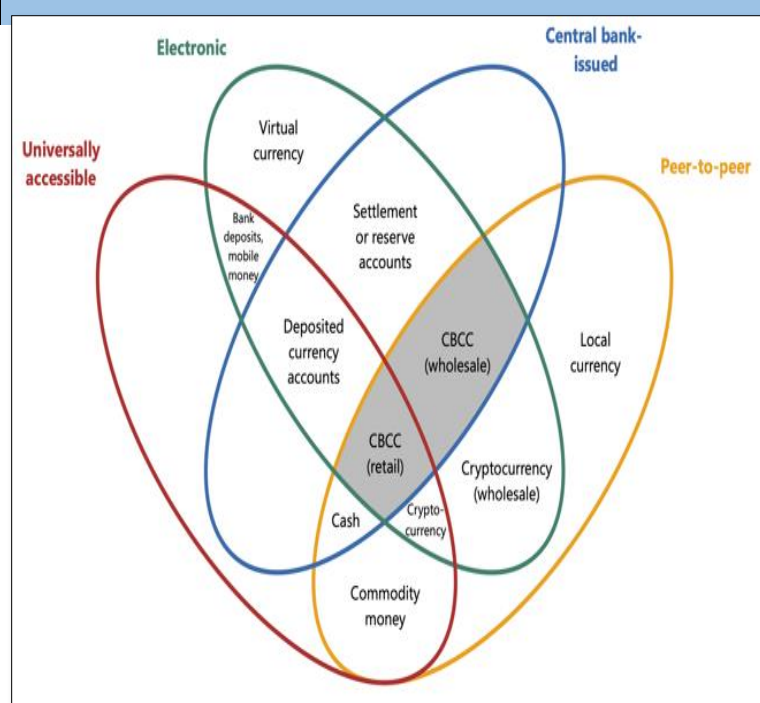 Electronic
Central bank-
issued
Universally
accessible
Peer-to-peer
Virtual
currency
Bank
deposits,
mobile
money
Settlement
or reserve
accounts
Deposited
currency
accounts
CBCC
(wholesale)
Local
currency
CBCC
(retail)
Cryptocurrency
(wholesale)
Cash
Crypto-
currency
Commodity
money